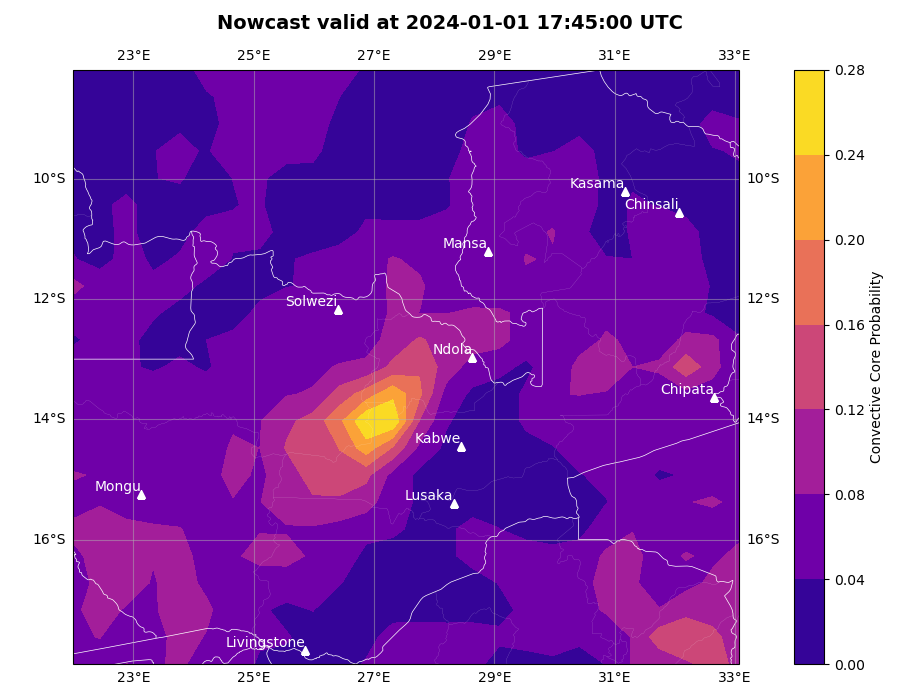 Nowcast valid at 2024-01-01 17:45:00 UTC
23°E 25°E 27°E 29°E 31°E 33°E
0.28
0.24
0.20
0.16
0.12
0.08
0.04
0.00
Convective Core Probability
10°S 10°S
12°S 12°S
14°S 14°S
16°S 16°S
Kasama
Chinsali
Mansa
Solwezi
Ndola
Chipata
Kabwe
Mongu
Lusaka
Livingstone
23°E 25°E 27°E 29°E 31°E 33°E